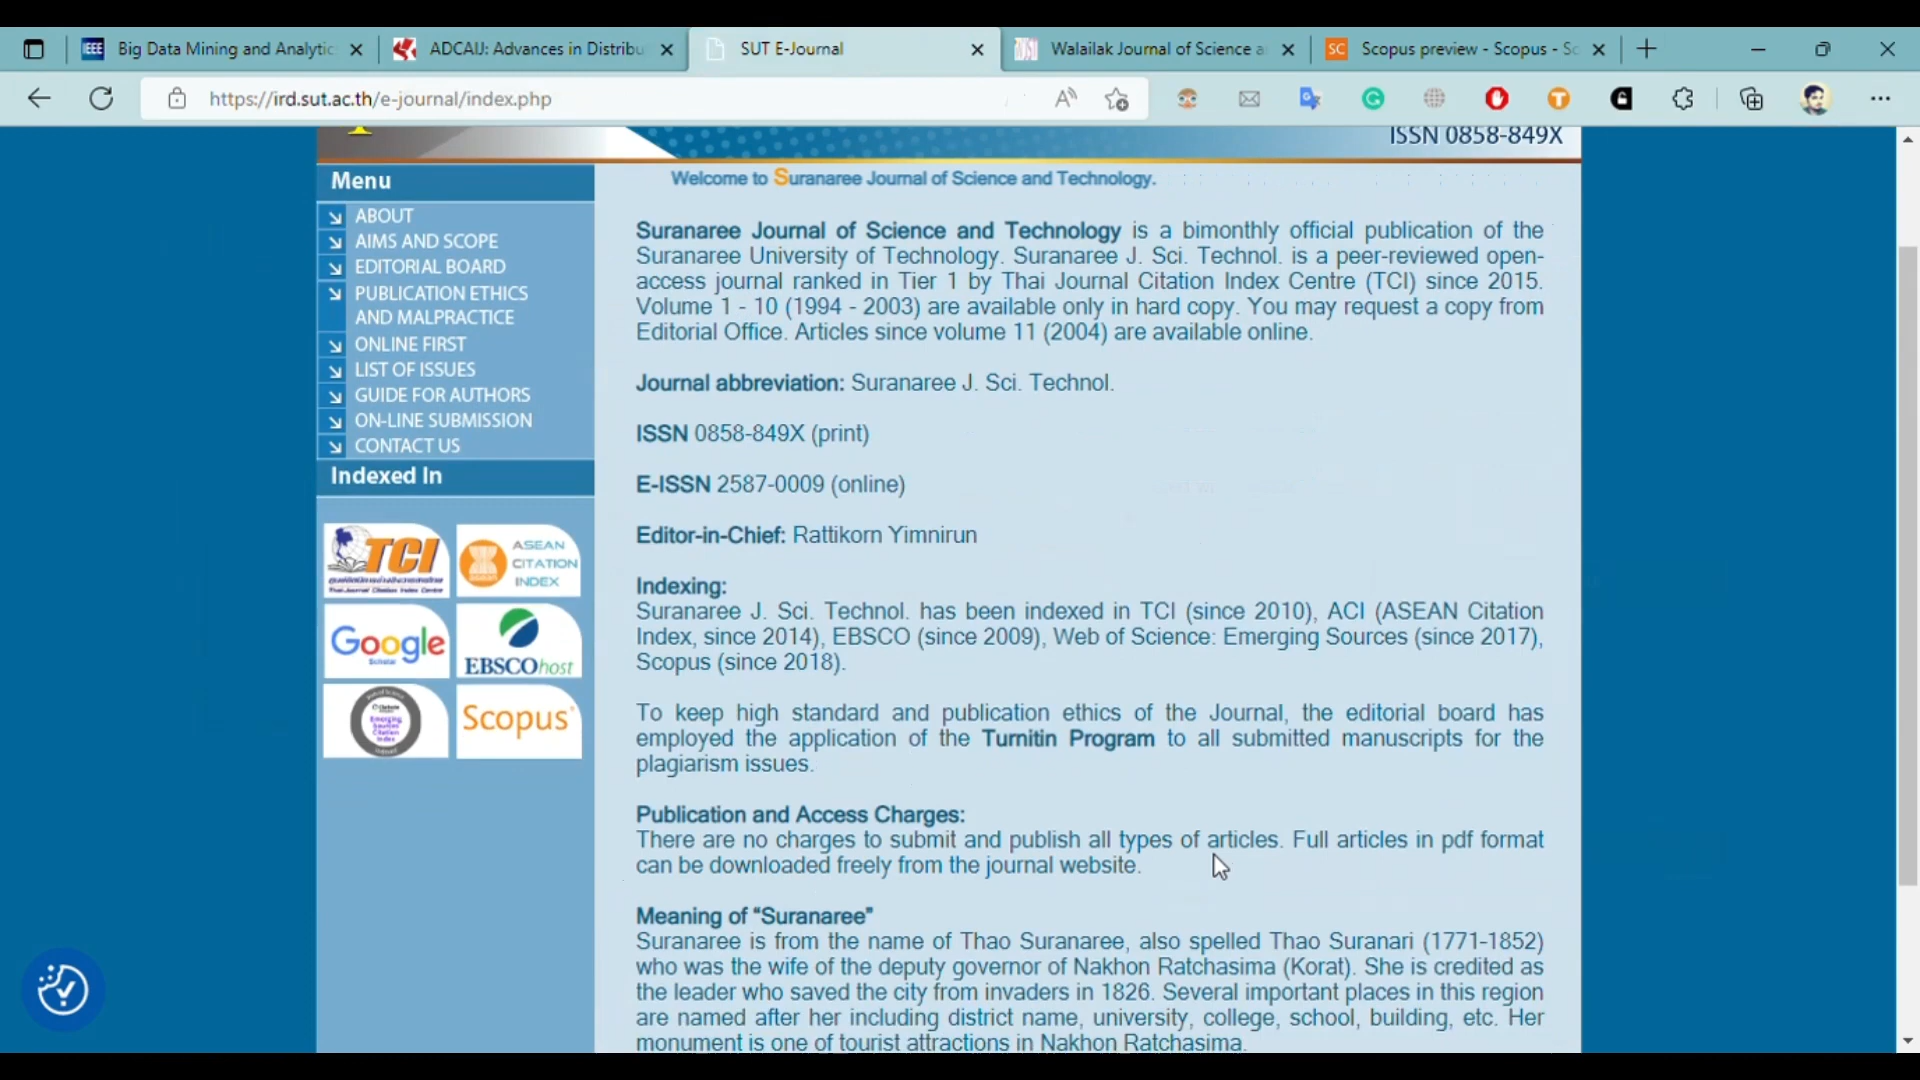 Big Data Mining and Analytic
ADCAIJ: Advances in Distribu
SUT E-Journal
Walailak Journal of Science a
SC Scopus preview - Scopus - Sc
https://ird.sut.ac.th/e-journal/index.php
ISSN 0858-849X
Menu
ABOUT
AIMS AND SCOPE
EDITORIAL BOARD
PUBLICATION ETHICS
AND MALPRACTICE
ONLINE FIRST
LIST OF ISSUES
GUIDE FOR AUTHORS
ON-LINE SUBMISSION
CONTACT US
Indexed In
TCI
Thai-Journal Citation Index Centre
ASEAN
CITATION
INDEX
Google
Scholar
EBSCOhost
Emerging
Sources
Citation
Index
Scopus
Welcome to Suranaree Journal of Science and Technology.
Suranaree Journal of Science and Technology is a bimonthly official publication of the
Suranaree University of Technology. Suranaree J. Sci. Technol. is a peer-reviewed open-
access journal ranked in Tier 1 by Thai Journal Citation Index Centre (TCI) since 2015.
Volume 1 - 10 (1994 - 2003) are available only in hard copy. You may request a copy from
Editorial Office. Articles since volume 11 (2004) are available online.
Journal abbreviation: Suranaree J. Sci. Technol.
ISSN 0858-849X (print)
E-ISSN 2587-0009 (online)
Editor-in-Chief: Rattikorn Yimnirun
Indexing:
Suranaree J. Sci. Technol. has been indexed in TCI (since 2010), ACI (ASEAN Citation
Index, since 2014), EBSCO (since 2009), Web of Science: Emerging Sources (since 2017),
Scopus (since 2018).
To keep high standard and publication ethics of the Journal, the editorial board has
employed the application of the Turnitin Program to all submitted manuscripts for the
plagiarism issues.
Publication and Access Charges:
There are no charges to submit and publish all types of articles. Full articles in pdf format
can be downloaded freely from the journal website.
Meaning of “Suranaree”
Suranaree is from the name of Thao Suranaree, also spelled Thao Suranari (1771-1852)
who was the wife of the deputy governor of Nakhon Ratchasima (Korat). She is credited as
the leader who saved the city from invaders in 1826. Several important places in this region
are named after her including district name, university, college, school, building, etc. Her
monument is one of tourist attractions in Nakhon Ratchasima.